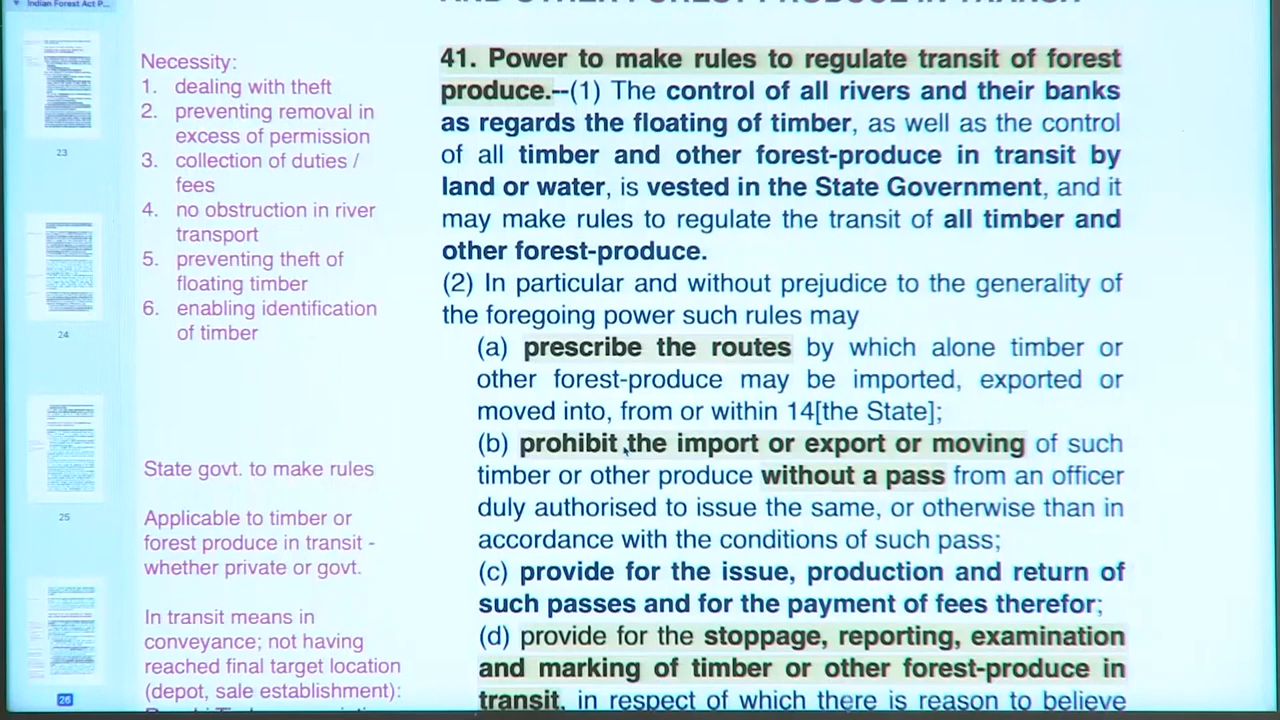 Indian Forest Act P...
AND OTHER FOREST PRODUCE IN TRANSIT
23
24
25
26
Necessity:
1. dealing with theft
2. preventing removal in
excess of permission
3. collection of duties /
fees
4. no obstruction in river
transport
5. preventing theft of
floating timber
6. enabling identification
of timber
State govt. to make rules
Applicable to timber or
forest produce in transit -
whether private or govt.
In transit means in
conveyance; not having
reached final target location
(depot, sale establishment):
41. Power to make rules to regulate transit of forest
produce.--(1) The control of all rivers and their banks
as regards the floating of timber, as well as the control
of all timber and other forest-produce in transit by
land or water, is vested in the State Government, and it
may make rules to regulate the transit of all timber and
other forest-produce.
(2) In particular and without prejudice to the generality of
the foregoing power such rules may
(a) prescribe the routes by which alone timber or
other forest-produce may be imported, exported or
moved into, from or within 14[the State];
(b) prohibit the import or export or moving of such
timber or other produce without a pass from an officer
duly authorised to issue the same, or otherwise than in
accordance with the conditions of such pass;
(c) provide for the issue, production and return of
such passes and for the payment of fees therefor;
(d) provide for the stoppage, reporting, examination
and marking of timber or other forest-produce in
transit, in respect of which there is reason to believe